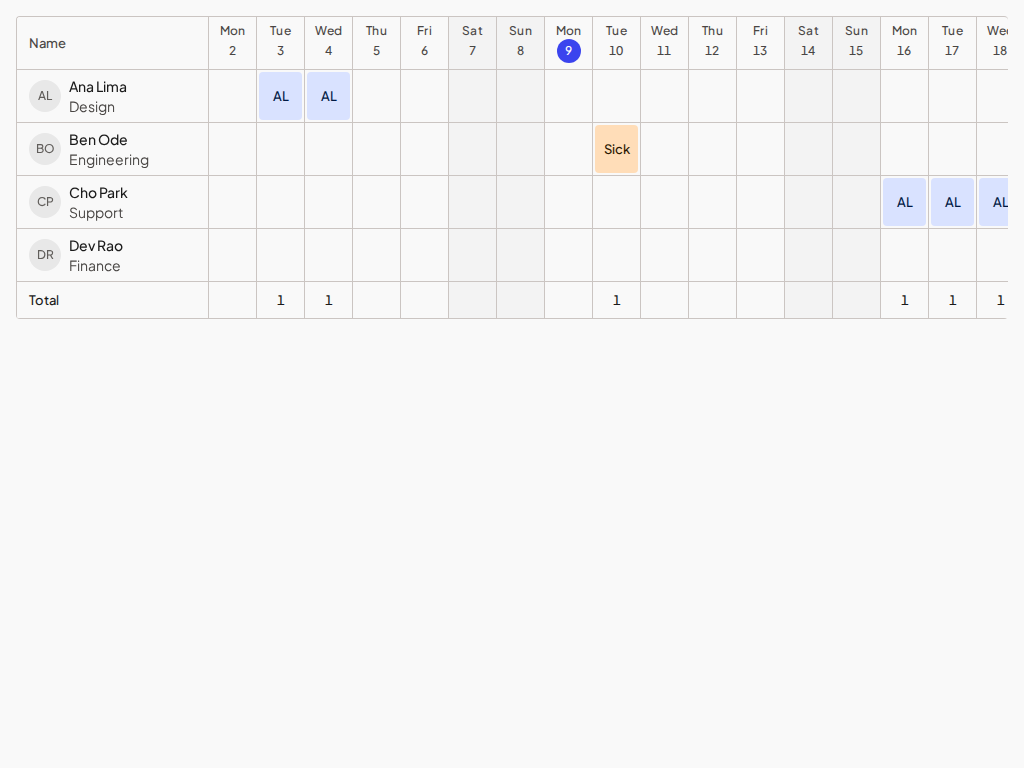 Name Mon Tue Wed Thu Fri Sat Sun Mon Tue Wed Thu Fri Sat Sun Mon Tue Wed
2 3 4 5 6 7 8 9 10 11 12 13 14 15 16 17 18
AL Ana Lima AL AL
Design
BO Ben Ode Sick
Engineering
CP Cho Park AL AL AL
Support
DR Dev Rao
Finance
Total 1 1 1 1 1 1